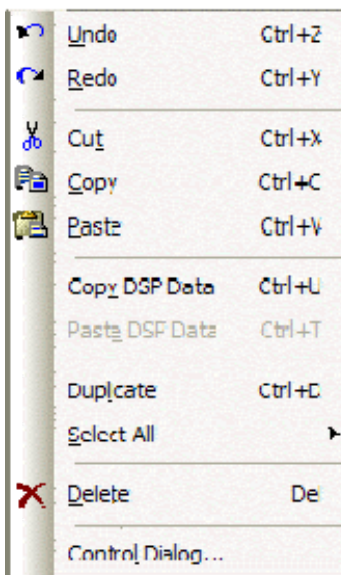 Undo Ctrl+Z
Redo Ctrl+Y
Cut Ctrl+X
Copy Ctrl+C
Paste Ctrl+V
Copy DSP Data Ctrl+U
Paste DSP Data Ctrl+T
Duplicate Ctrl+D
Select All
Delete Del
Control Dialog...